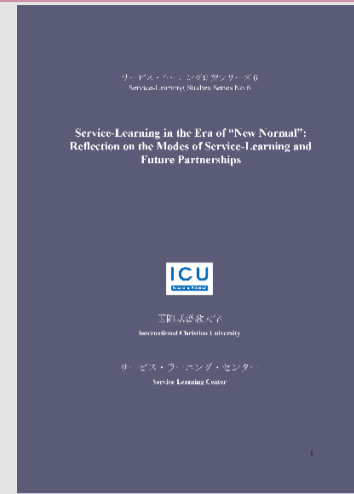 サービス・ラーニング研究シリーズ 6
Service-Learning Studies Series No.6
Service-Learning in the Era of “New Normal”:
Reflection on the Modes of Service-Learning and
Future Partnerships
ICU
国際基督教大学
International Christian University
サービス・ラーニング・センター
Service Learning Center